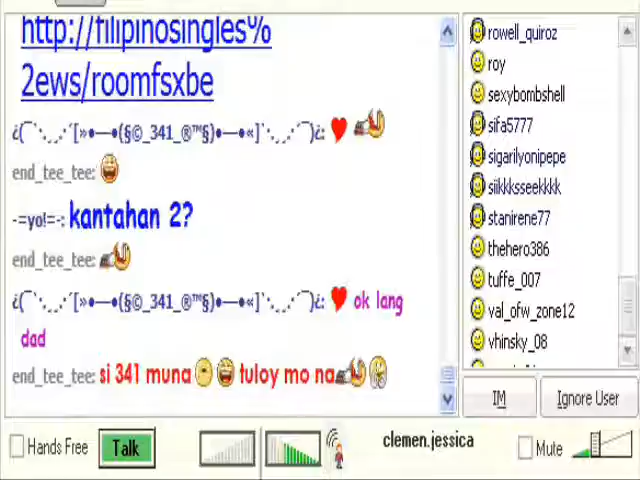 http://filipinosingles%
2ews/roomfsxbe
¿(¯`·._.·´[»●—●(§©_341_®™§)●—●«]`·._.·´¯)¿:
end_tee_tee:
-=yo!=-: kantahan 2?
end_tee_tee:
¿(¯`·._.·´[»●—●(§©_341_®™§)●—●«]`·._.·´¯)¿: ok lang
dad
end_tee_tee: si 341 muna tuloy mo na
rowell_quiroz
roy
sexybombshell
sifa5777
sigarilyonipepe
siikkksseekkkk
stanirene77
thehero386
tuffe_007
val_ofw_zone12
vhinsky_08
IM
Ignore User
Hands Free
Talk
clemen.jessica
Mute